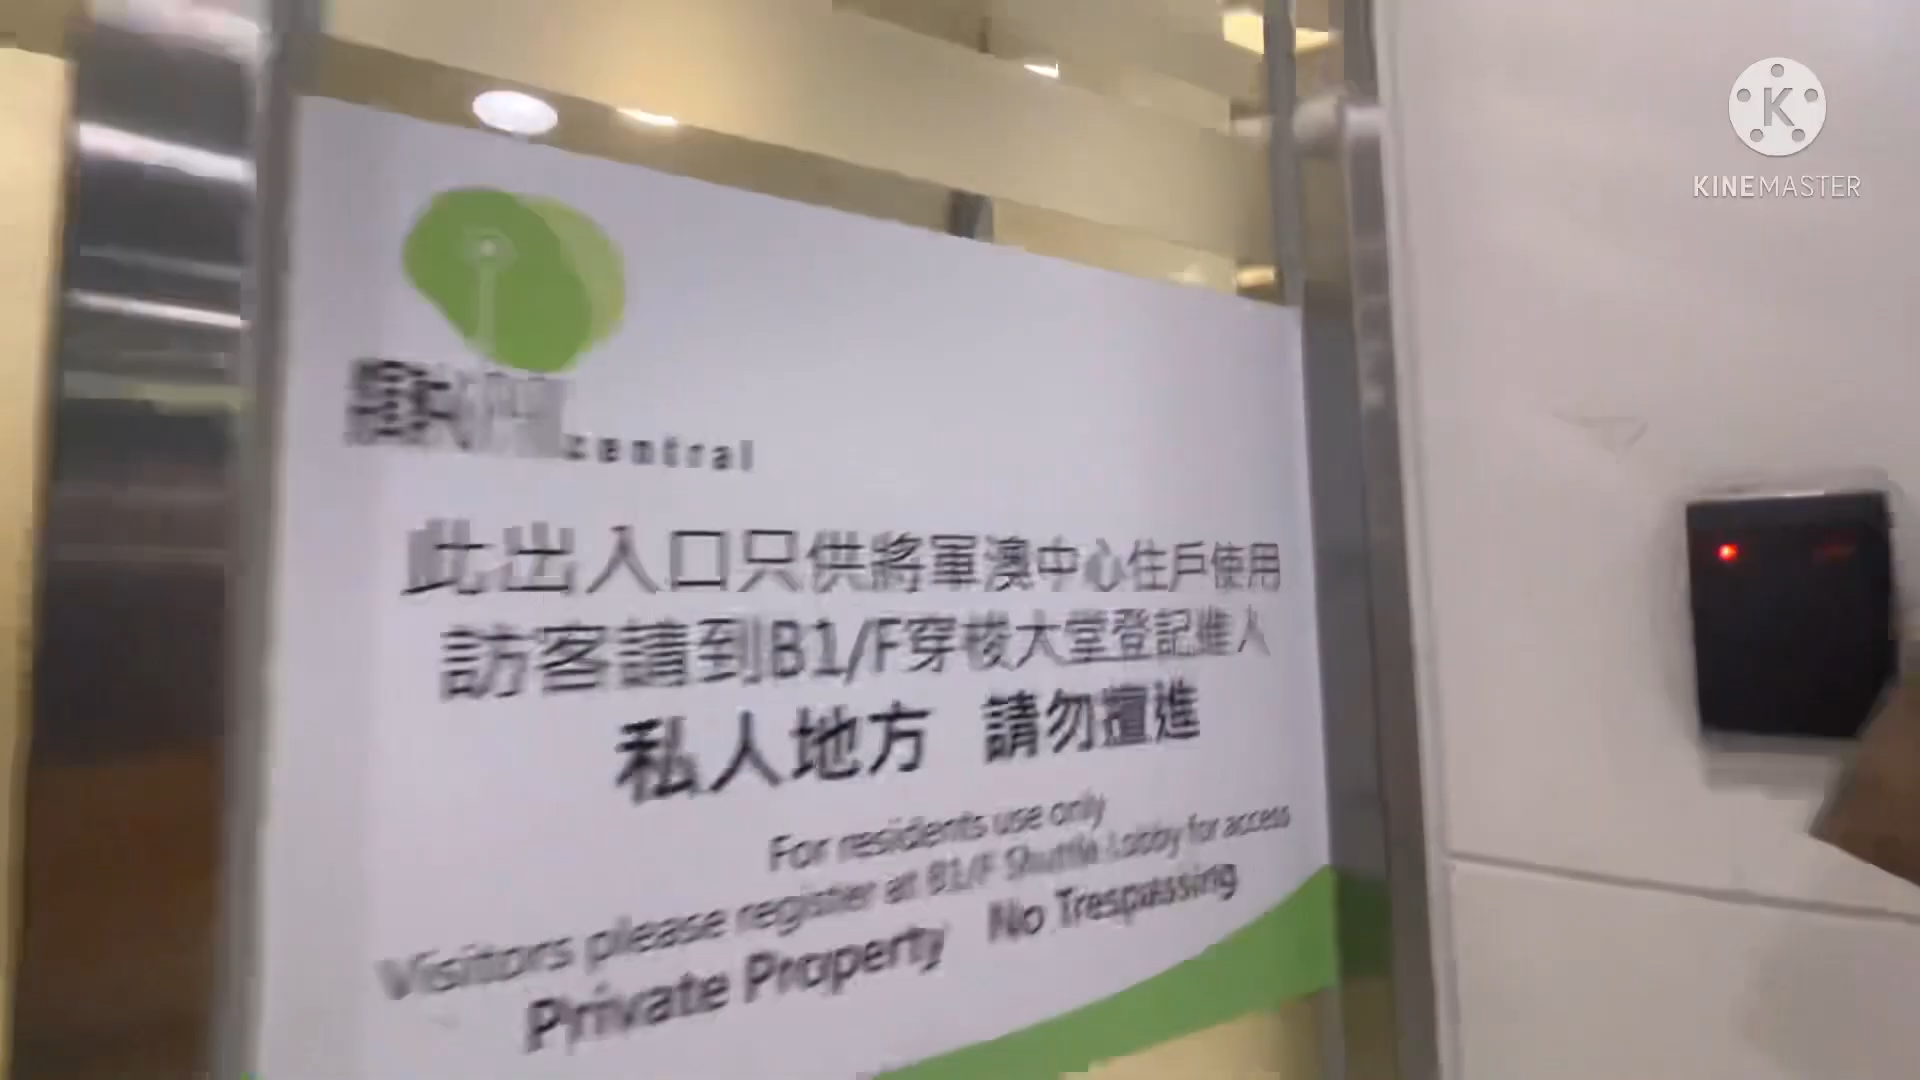 KINEMASTER
central
此出入口只供將軍澳中心住戶使用
訪客請到B1/F穿梭大堂登記進入
私人地方 請勿擅進
For residents use only
Visitors please register at B1/F Shuttle Lobby for access
Private Property No Trespassing